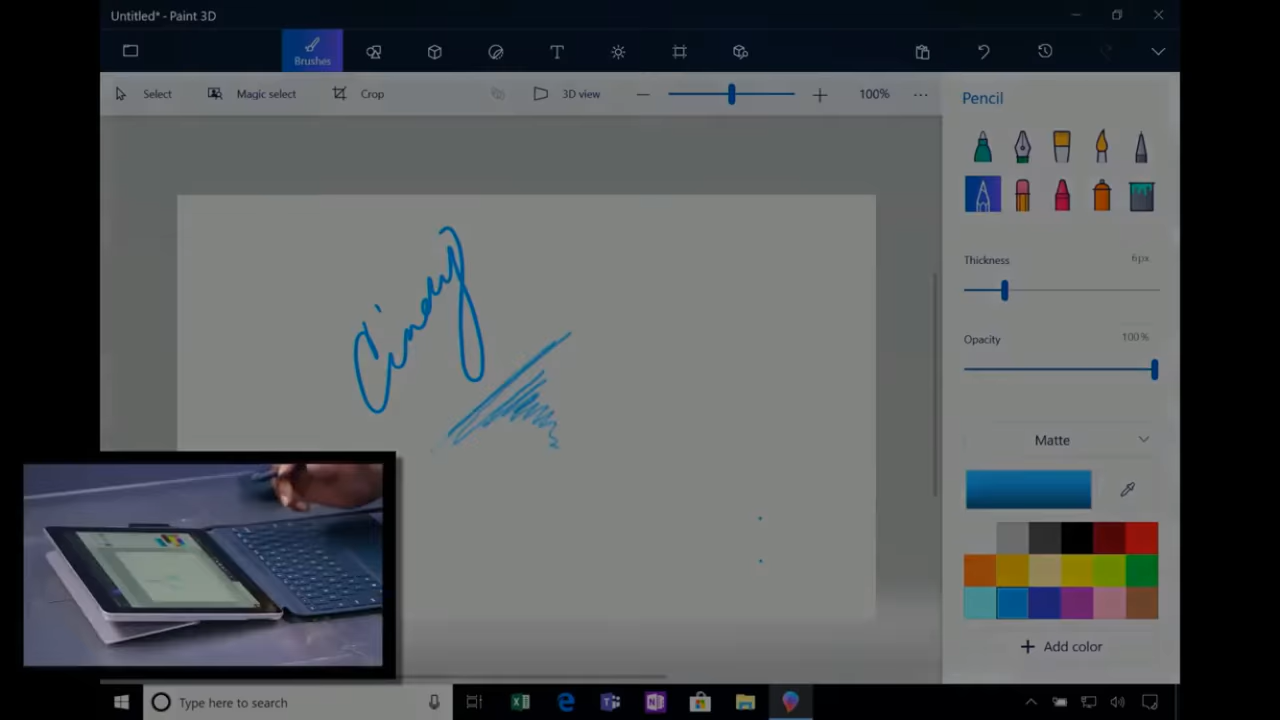 Untitled* - Paint 3D
Brushes
Select
Magic select
Crop
3D view
100%
Pencil
Thickness
6px
Opacity
100%
Matte
Add color
Cindy
Type here to search